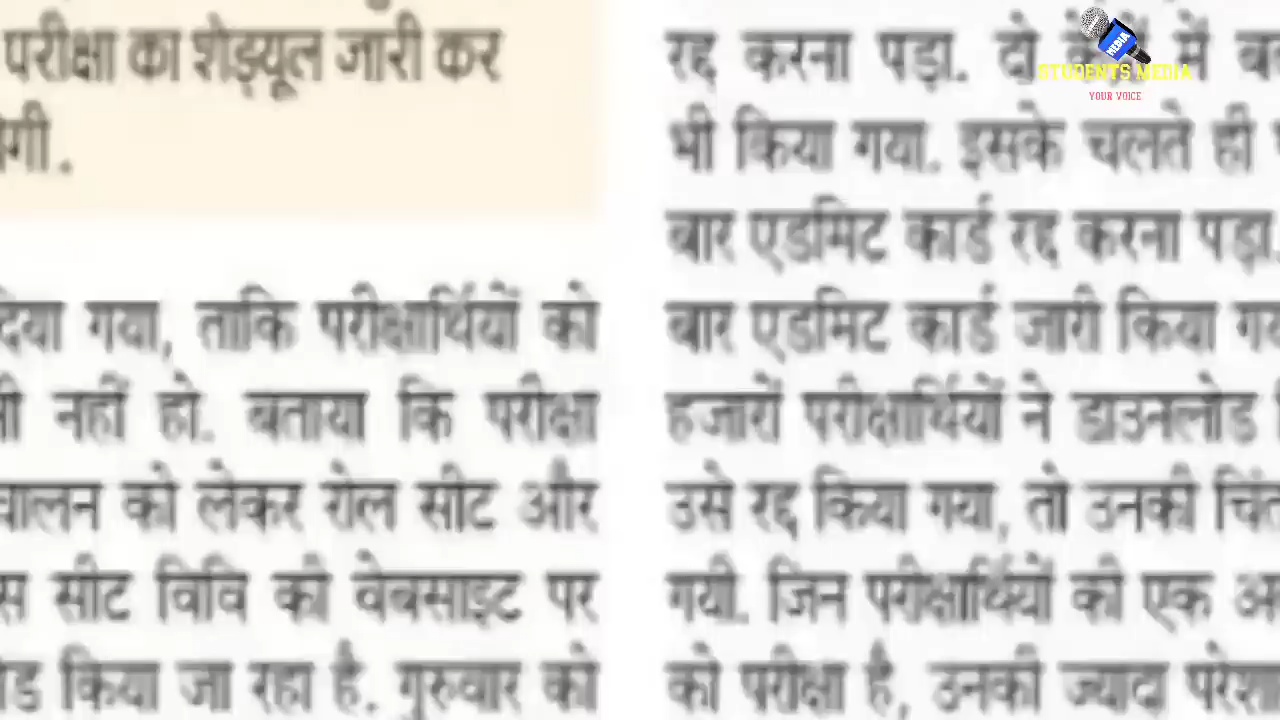 परीक्षा का शेड्यूल जारी कर
दिया गया, ताकि परीक्षार्थियों को
नहीं हो. बताया कि परीक्षा
को लेकर रोल सीट और
सीट विवि की वेबसाइट पर
किया जा रहा है. गुरुवार को
रद्द करना पड़ा. दो में
भी किया गया. इसके चलते ही
बार एडमिट कार्ड रद्द करना पड़ा.
बार एडमिट कार्ड जारी किया
हजारों परीक्षार्थियों ने डाउनलोड
उसे रद्द किया गया, तो उनकी
गयी. जिन परीक्षार्थियों की एक
को परीक्षा है, उनकी ज्यादा
MEDIA
STUDENTS MEDIA
YOUR VOICE